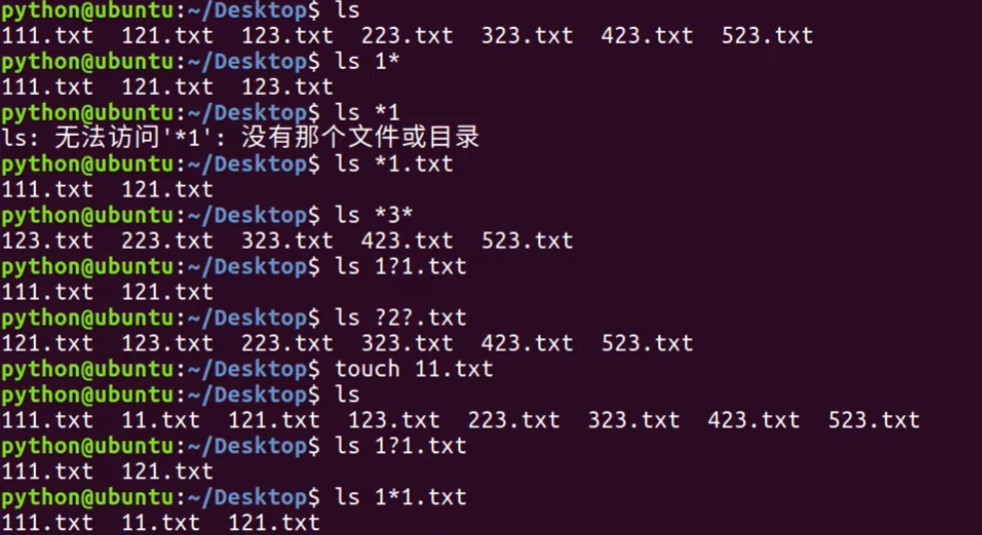 python@ubuntu:~/Desktop$ ls
111.txt  121.txt  123.txt  223.txt  323.txt  423.txt  523.txt
python@ubuntu:~/Desktop$ ls 1*
111.txt  121.txt  123.txt
python@ubuntu:~/Desktop$ ls *1
ls: 无法访问'*1': 没有那个文件或目录
python@ubuntu:~/Desktop$ ls *1.txt
111.txt  121.txt
python@ubuntu:~/Desktop$ ls *3*
123.txt  223.txt  323.txt  423.txt  523.txt
python@ubuntu:~/Desktop$ ls 1?1.txt
111.txt  121.txt
python@ubuntu:~/Desktop$ ls ?2?.txt
121.txt  123.txt  223.txt  323.txt  423.txt  523.txt
python@ubuntu:~/Desktop$ touch 11.txt
python@ubuntu:~/Desktop$ ls
111.txt  11.txt  121.txt  123.txt  223.txt  323.txt  423.txt  523.txt
python@ubuntu:~/Desktop$ ls 1?1.txt
111.txt  121.txt
python@ubuntu:~/Desktop$ ls 1*1.txt
111.txt  11.txt  121.txt